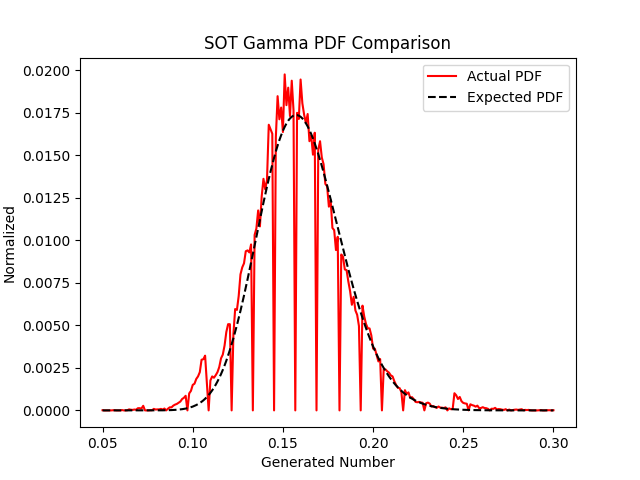 SOT Gamma PDF Comparison
Actual PDF
Expected PDF
Normalized
0.0200
0.0175
0.0150
0.0125
0.0100
0.0075
0.0050
0.0025
0.0000
0.05 0.10 0.15 0.20 0.25 0.30
Generated Number